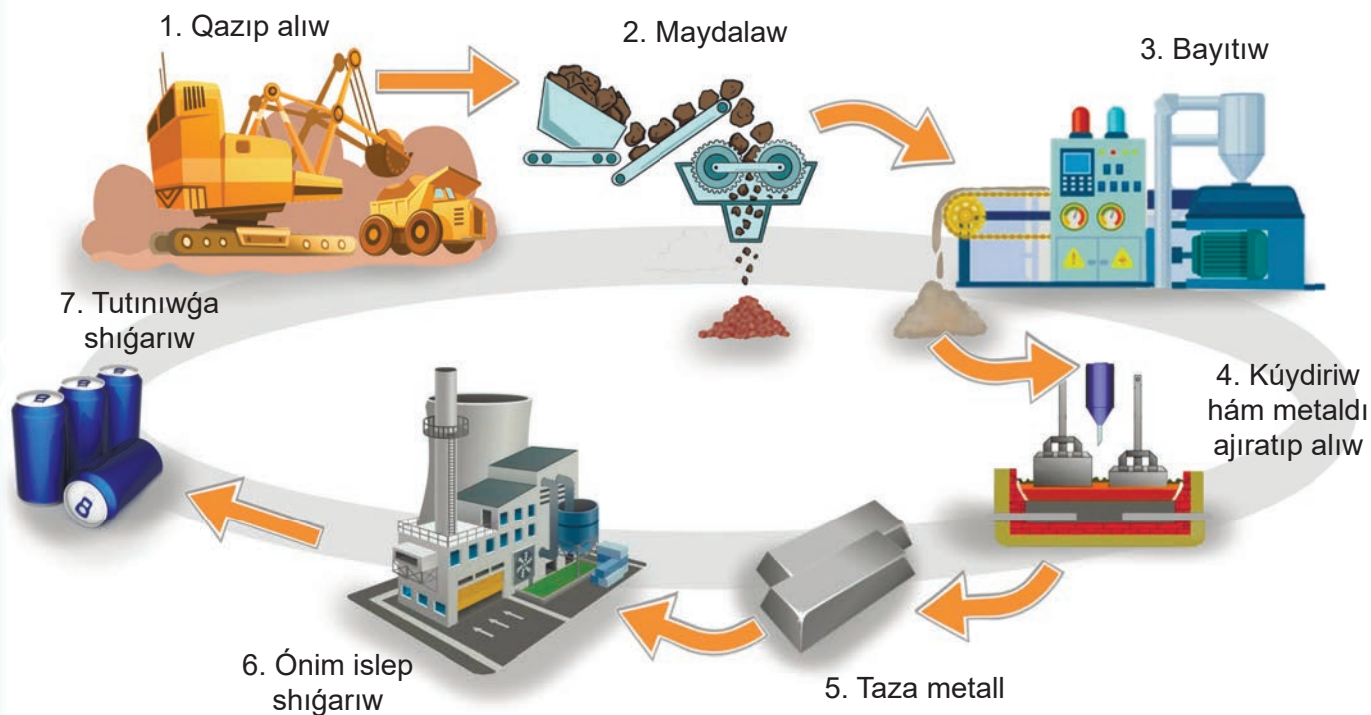 1. Qazıp alıw
2. Maydalaw
3. Bayıtıw
4. Kúydiriw
hám metaldı
ajıratıp alıw
5. Taza metall
6. Ónim islep
shıǵarıw
7. Tutınıwǵa
shıǵarıw